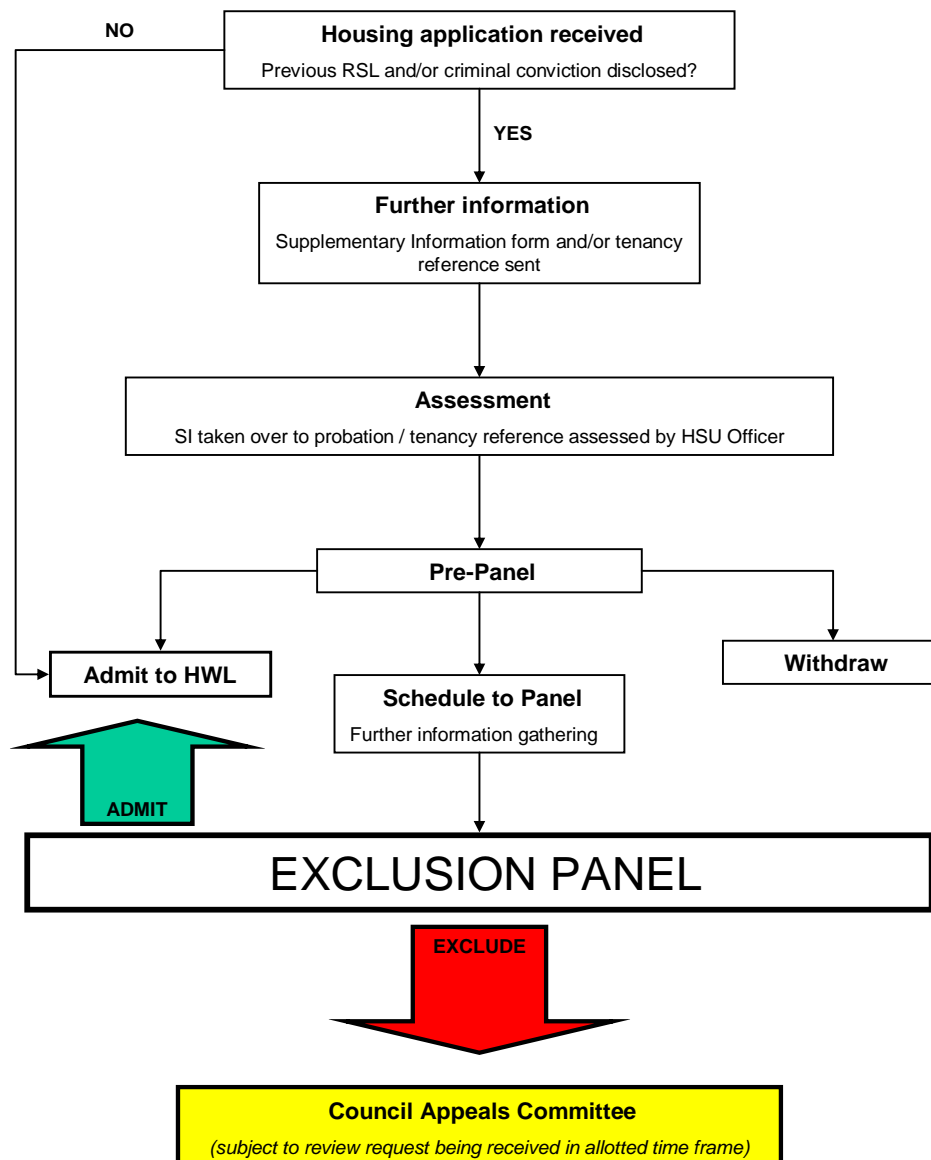 NO
Housing application received
Previous RSL and/or criminal conviction disclosed?
YES
Further information
Supplementary Information form and/or tenancy
reference sent
Assessment
SI taken over to probation / tenancy reference assessed by HSU Officer
Pre-Panel
Admit to HWL
Schedule to Panel
Further information gathering
Withdraw
ADMIT
EXCLUSION PANEL
EXCLUDE
Council Appeals Committee
(subject to review request being received in allotted time frame)